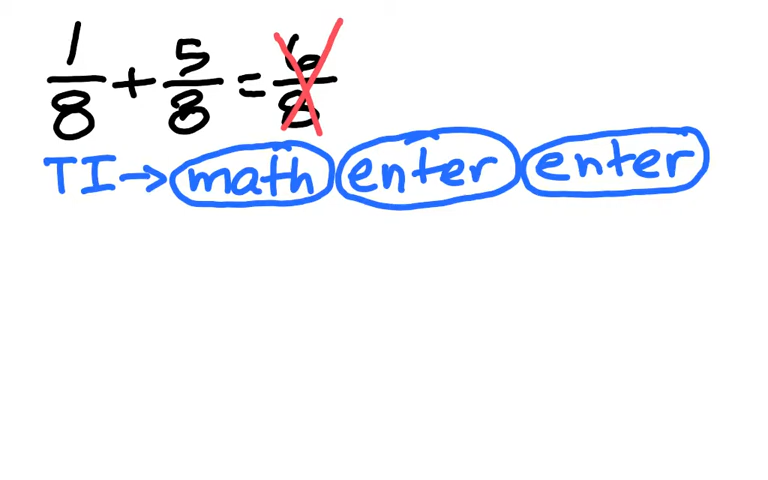 1/8 + 5/8 = 6/8
TI → math enter enter